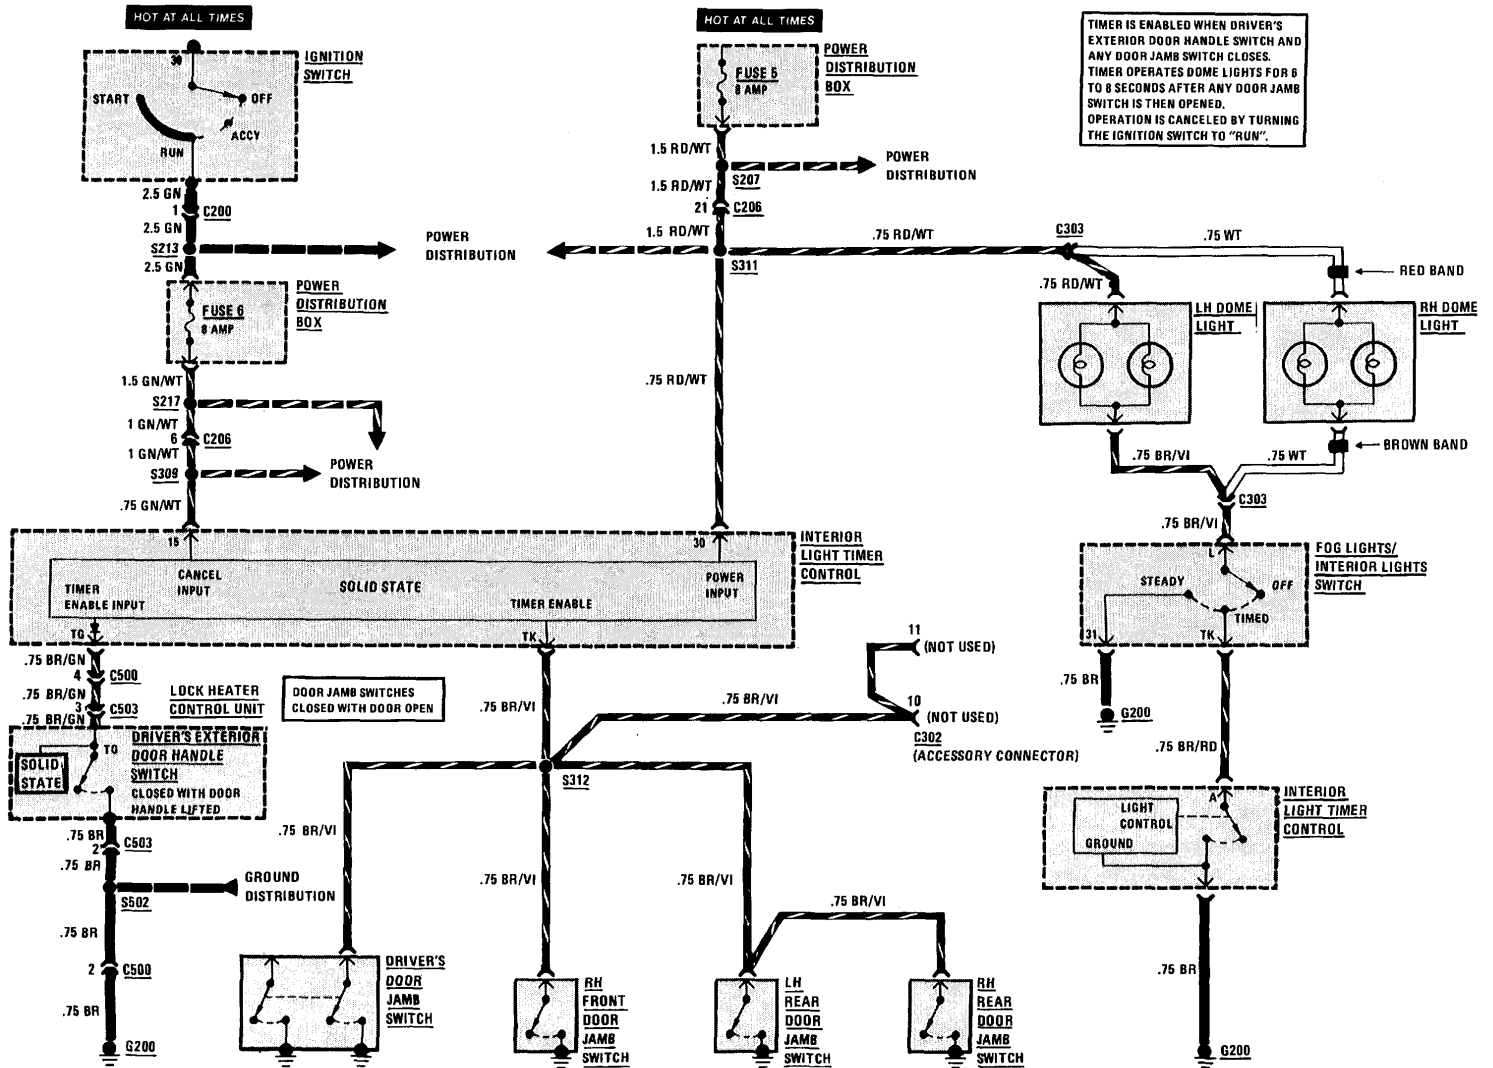 HOT AT ALL TIMES
HOT AT ALL TIMES
TIMER IS ENABLED WHEN DRIVER'S
EXTERIOR DOOR HANDLE SWITCH AND
ANY DOOR JAMB SWITCH CLOSES.
TIMER OPERATES DOME LIGHTS FOR 6
TO 8 SECONDS AFTER ANY DOOR JAMB
SWITCH IS THEN OPENED.
OPERATION IS CANCELED BY TURNING
THE IGNITION SWITCH TO "RUN".
30
IGNITION
SWITCH
START
OFF
ACCY
RUN
POWER
DISTRIBUTION
BOX
FUSE 5
8 AMP
2.5 GN
1
C200
2.5 GN
S213
2.5 GN
POWER
DISTRIBUTION
1.5 RD/WT
S207
POWER
DISTRIBUTION
1.5 RD/WT
21
C206
1.5 RD/WT
S311
.75 RD/WT
C303
.75 WT
RED BAND
.75 RD/WT
POWER
DISTRIBUTION
BOX
FUSE 6
8 AMP
LH DOME
LIGHT
RH DOME
LIGHT
1.5 GN/WT
S217
1 GN/WT
6
C206
1 GN/WT
S309
POWER
DISTRIBUTION
.75 GN/WT
.75 RD/WT
BROWN BAND
.75 BR/VI
.75 WT
C303
.75 BR/VI
15
30
INTERIOR
LIGHT TIMER
CONTROL
TIMER
ENABLE INPUT
CANCEL
INPUT
SOLID STATE
TIMER ENABLE
POWER
INPUT
TG
TK
L
FOG LIGHTS/
INTERIOR LIGHTS
SWITCH
STEADY
OFF
TIMED
31
TK
.75 BR/GN
4
C500
.75 BR/GN
3
C503
.75 BR/GN
LOCK HEATER
CONTROL UNIT
DOOR JAMB SWITCHES
CLOSED WITH DOOR OPEN
.75 BR/VI
.75 BR/VI
11
(NOT USED)
10
(NOT USED)
C302
(ACCESSORY CONNECTOR)
.75 BR
G200
.75 BR/RD
DRIVER'S EXTERIOR
DOOR HANDLE
SWITCH
CLOSED WITH DOOR
HANDLE LIFTED
TG
SOLID
STATE
S312
A
LIGHT
CONTROL
GROUND
INTERIOR
LIGHT TIMER
CONTROL
.75 BR
2
C503
.75 BR
S502
GROUND
DISTRIBUTION
.75 BR/VI
.75 BR/VI
.75 BR/VI
.75 BR/VI
.75 BR
2
C500
.75 BR
G200
DRIVER'S
DOOR
JAMB
SWITCH
RH
FRONT
DOOR
JAMB
SWITCH
LH
REAR
DOOR
JAMB
SWITCH
RH
REAR
DOOR
JAMB
SWITCH
.75 BR
G200